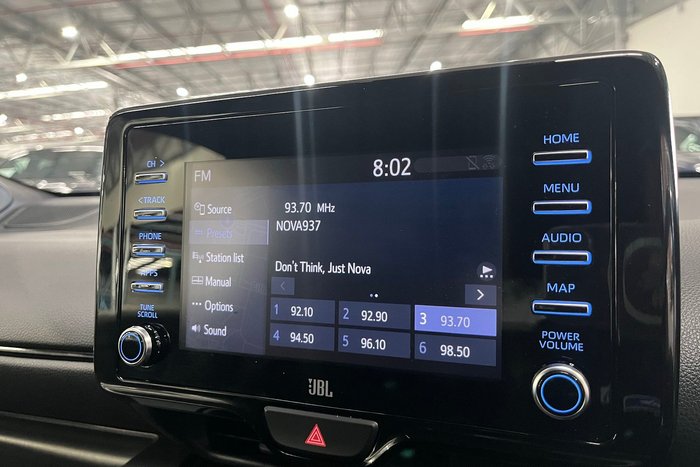 CH >
< TRACK
PHONE
APPS
TUNE
SCROLL
FM
8:02
Source
Presets
Station list
Manual
Options
Sound
93.70 MHz
NOVA937
Don't Think, Just Nova
1 92.10
2 92.90
3 93.70
4 94.50
5 96.10
6 98.50
JBL
HOME
MENU
AUDIO
MAP
POWER
VOLUME